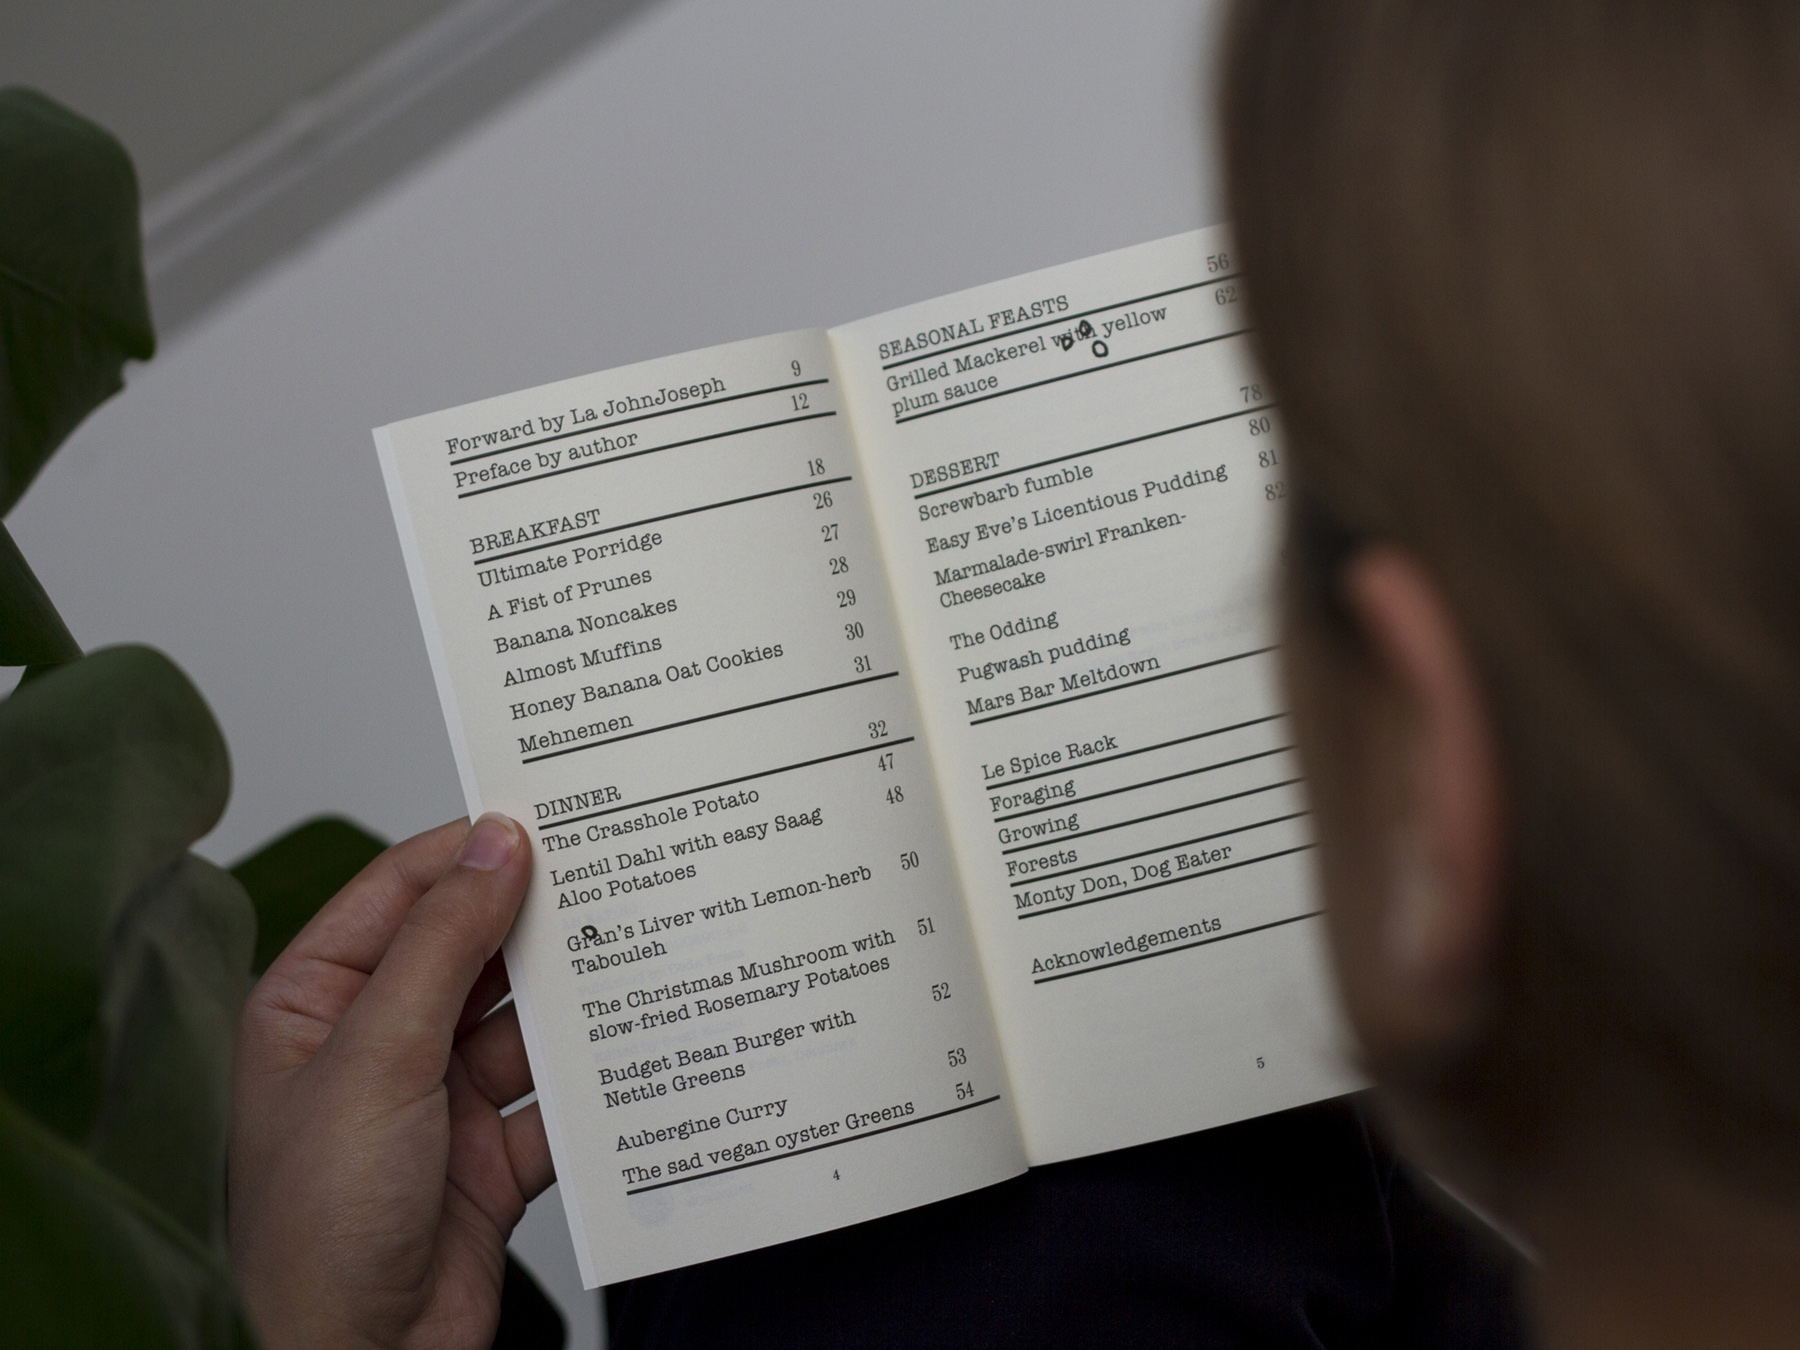 Forward by La JohnJoseph 9
Preface by author 12
BREAKFAST 18
Ultimate Porridge 26
A Fist of Prunes 27
Banana Noncakes 28
Almost Muffins 29
Honey Banana Oat Cookies 30
Mehnemen 31
DINNER 32
The Crasshole Potato 47
Lentil Dahl with easy Saag 48
Aloo Potatoes
Gran's Liver with Lemon-herb 50
Tabouleh
The Christmas Mushroom with 51
slow-fried Rosemary Potatoes
Budget Bean Burger with 52
Nettle Greens
Aubergine Curry 53
The sad vegan oyster Greens 54
4
SEASONAL FEASTS 56
Grilled Mackerel with yellow 62
plum sauce
DESSERT 78
Screwbarb fumble 80
Easy Eve's Licentious Pudding 81
Marmalade-swirl Franken- 82
Cheesecake
The Odding
Pugwash pudding
Mars Bar Meltdown
Le Spice Rack
Foraging
Growing
Forests
Monty Don, Dog Eater
Acknowledgements
5